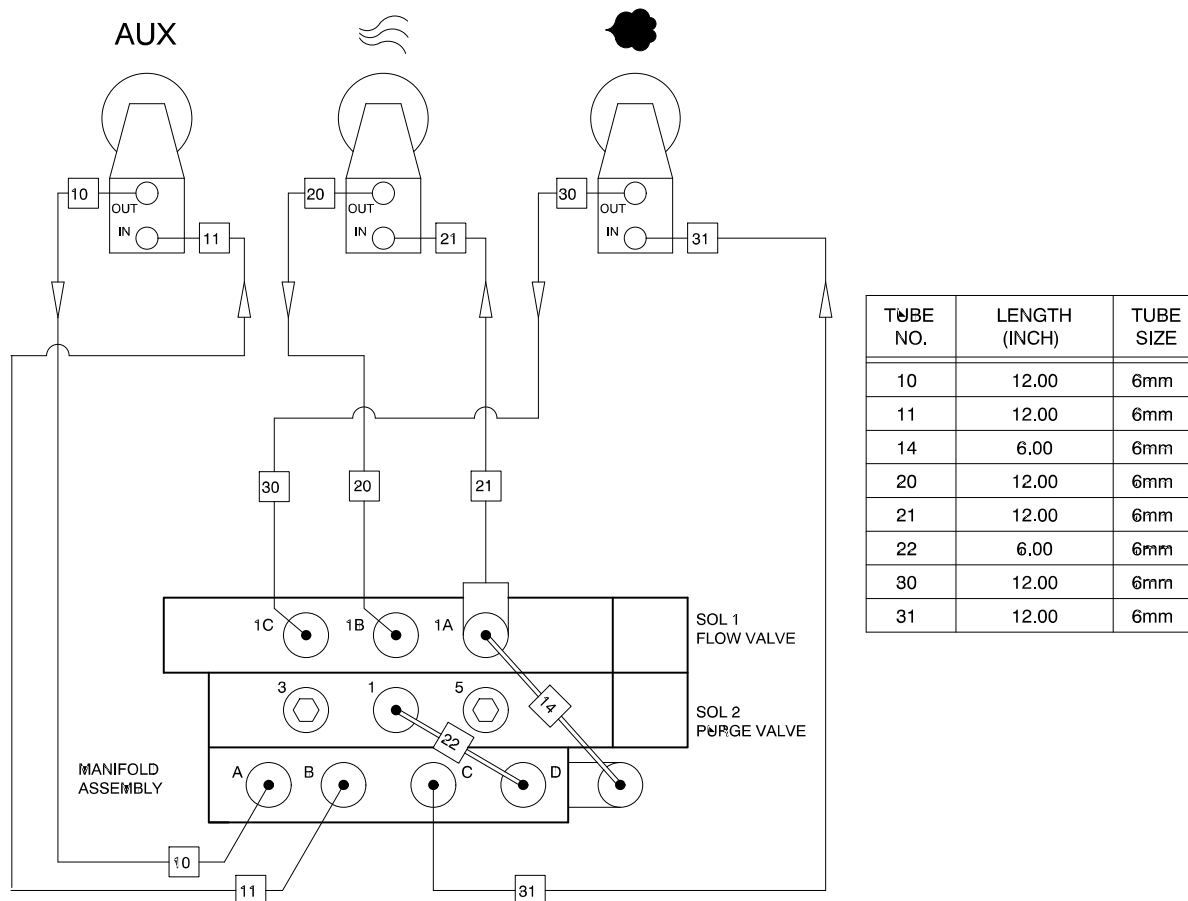 AUX
10
OUT
IN
11
20
OUT
IN
21
30
OUT
IN
31
30
20
21
1C
1B
1A
SOL 1
FLOW VALVE
3
1
5
14
22
SOL 2
PURGE VALVE
MANIFOLD
ASSEMBLY
A
B
C
D
10
11
31
TUBE NO. LENGTH (INCH) TUBE SIZE
10 12.00 6mm
11 12.00 6mm
14 6.00 6mm
20 12.00 6mm
21 12.00 6mm
22 6.00 6mm
30 12.00 6mm
31 12.00 6mm